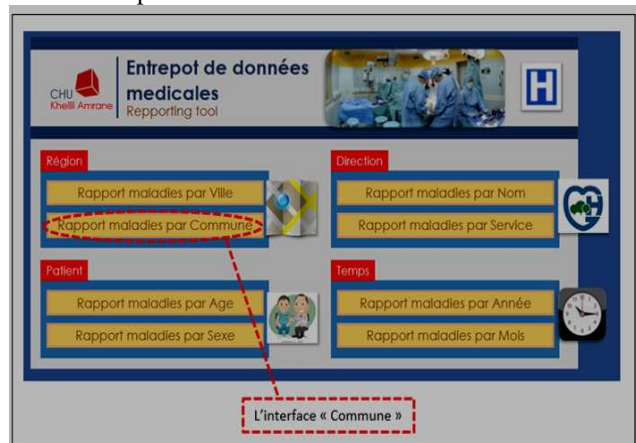 CHU
Khellil Amrane
Entrepot de données
medicales
Repporting tool
H
Région
Rapport maladies par Ville
Rapport maladies par Commune
Direction
Rapport maladies par Nom
Rapport maladies par Service
H
Patient
Rapport maladies par Age
Rapport maladies par Sexe
Temps
Rapport maladies par Année
Rapport maladies par Mois
L'interface « Commune »